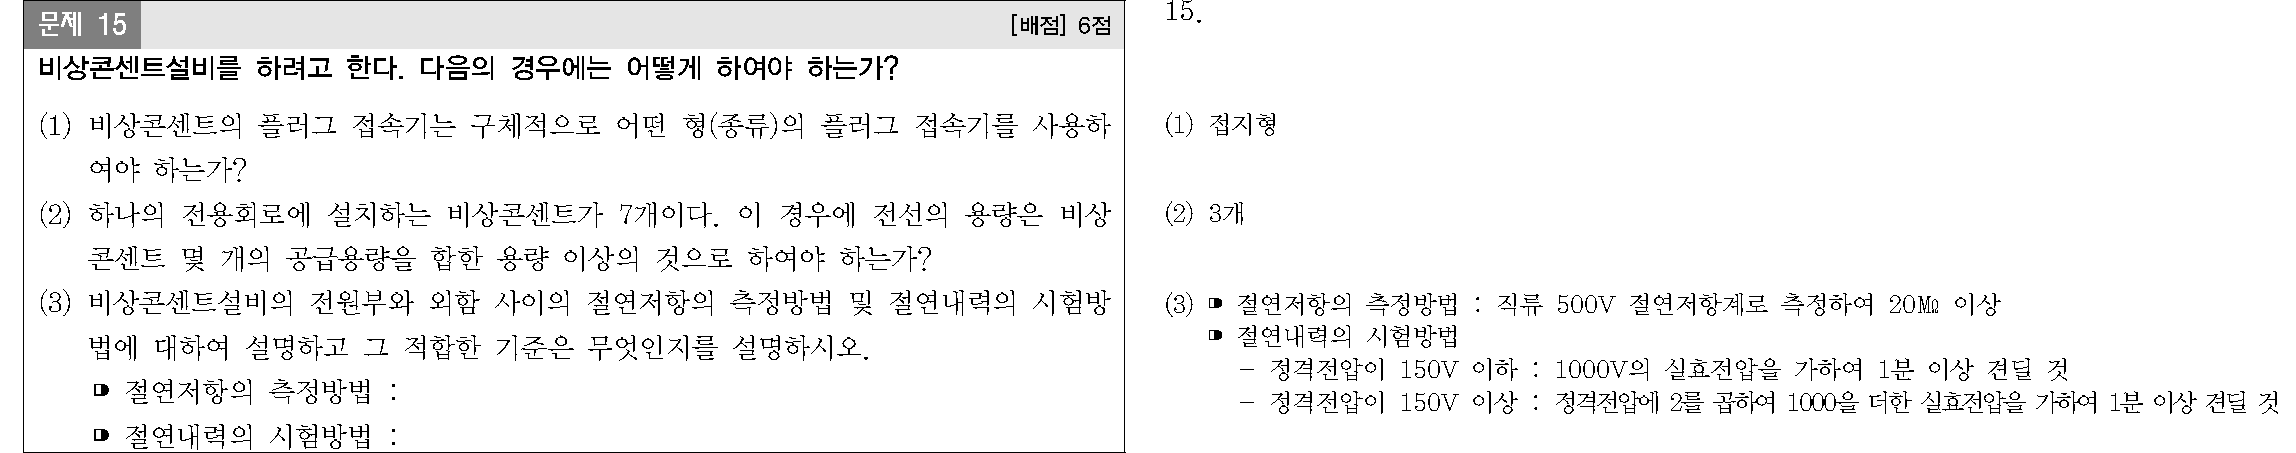 문제 15
[배점] 6점
비상콘센트설비를 하려고 한다. 다음의 경우에는 어떻게 하여야 하는가?
(1) 비상콘센트의 플러그 접속기는 구체적으로 어떤 형(종류)의 플러그 접속기를 사용하
여야 하는가?
(2) 하나의 전용회로에 설치하는 비상콘센트가 7개이다. 이 경우에 전선의 용량은 비상
콘센트 몇 개의 공급용량을 합한 용량 이상의 것으로 하여야 하는가?
(3) 비상콘센트설비의 전원부와 외함 사이의 절연저항의 측정방법 및 절연내력의 시험방
법에 대하여 설명하고 그 적합한 기준은 무엇인지를 설명하시오.
절연저항의 측정방법 :
절연내력의 시험방법 :
15.
(1) 접지형
(2) 3개
(3) 절연저항의 측정방법 : 직류 500V 절연저항계로 측정하여 20㏁ 이상
절연내력의 시험방법
- 정격전압이 150V 이하 : 1000V의 실효전압을 가하여 1분 이상 견딜 것
- 정격전압이 150V 이상 : 정격전압에 2를 곱하여 1000을 더한 실효전압을 가하여 1분 이상 견딜 것